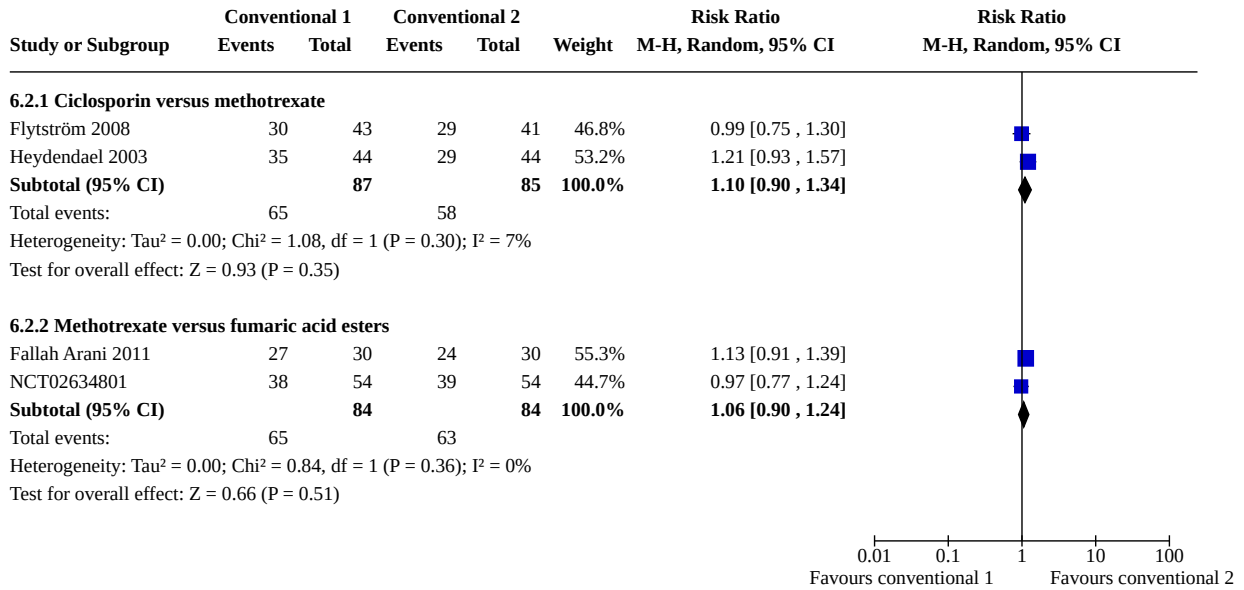 Conventional 1 Conventional 2 Risk Ratio Risk Ratio
Study or Subgroup Events Total Events Total Weight M-H, Random, 95% CI M-H, Random, 95% CI
6.2.1 Ciclosporin versus methotrexate
Flytström 2008 30 43 29 41 46.8% 0.99 [0.75 , 1.30]
Heydendael 2003 35 44 29 44 53.2% 1.21 [0.93 , 1.57]
Subtotal (95% CI) 87 85 100.0% 1.10 [0.90 , 1.34]
Total events: 65 58
Heterogeneity: Tau² = 0.00; Chi² = 1.08, df = 1 (P = 0.30); I² = 7%
Test for overall effect: Z = 0.93 (P = 0.35)
6.2.2 Methotrexate versus fumaric acid esters
Fallah Arani 2011 27 30 24 30 55.3% 1.13 [0.91 , 1.39]
NCT02634801 38 54 39 54 44.7% 0.97 [0.77 , 1.24]
Subtotal (95% CI) 84 84 100.0% 1.06 [0.90 , 1.24]
Total events: 65 63
Heterogeneity: Tau² = 0.00; Chi² = 0.84, df = 1 (P = 0.36); I² = 0%
Test for overall effect: Z = 0.66 (P = 0.51)
0.01 0.1 1 10 100
Favours conventional 1 Favours conventional 2